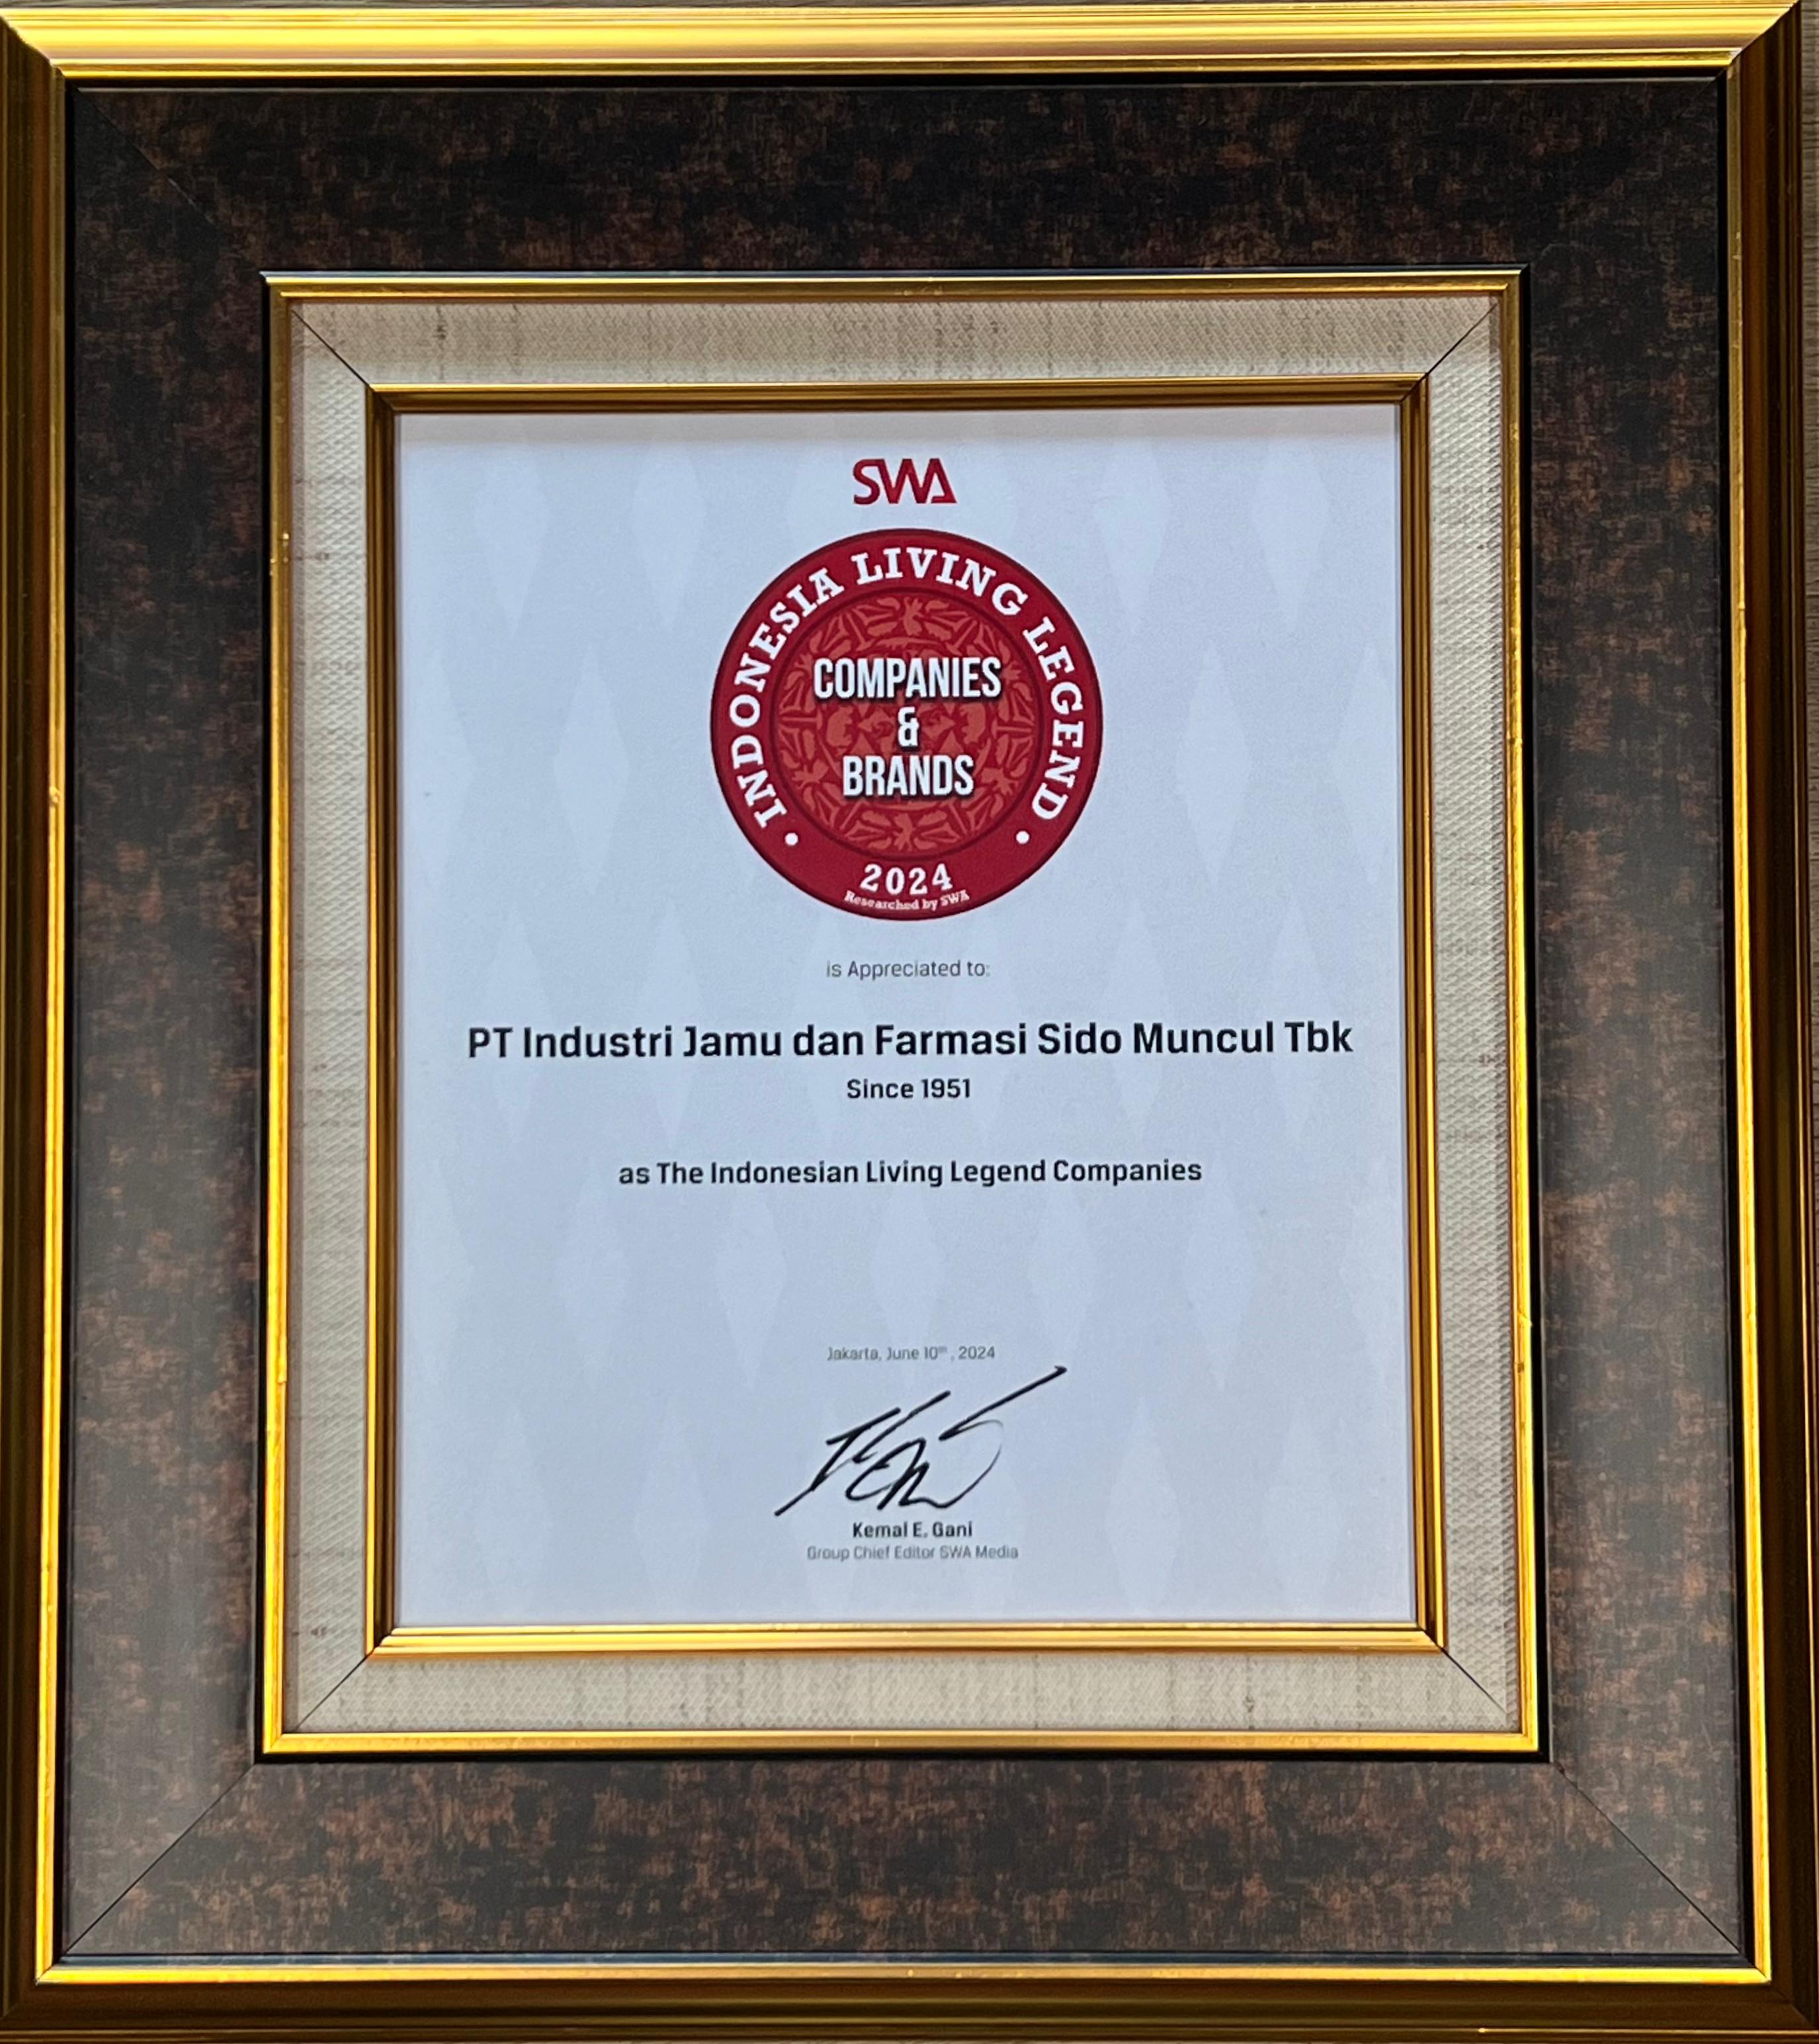 SWA
INDONESIA LIVING LEGEND
COMPANIES
&
BRANDS
2024
Researched by SWA
is Appreciated to:
PT Industri Jamu dan Farmasi Sido Muncul Tbk
Since 1951
as The Indonesian Living Legend Companies
Jakarta, June 10th, 2024
Kemal E. Gani
Group Chief Editor SWA Media